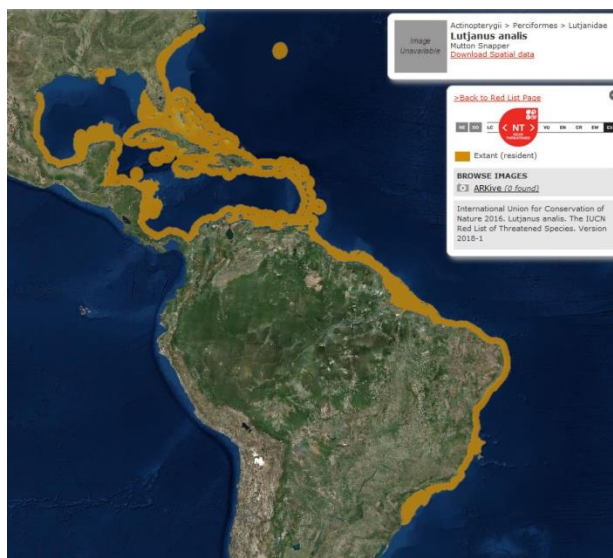 Image
Unavailable
Actinopterygii > Perciformes > Lutjanidae
Lutjanus analis
Mutton Snapper
Download Spatial data
>Back to Red List Page
NE DD LC < NT > VU EN CR EW EX
NEAR
THREATENED
Extant (resident)
BROWSE IMAGES
ARKive (0 found)
International Union for Conservation of
Nature 2016. Lutjanus analis. The IUCN
Red List of Threatened Species. Version
2018-1